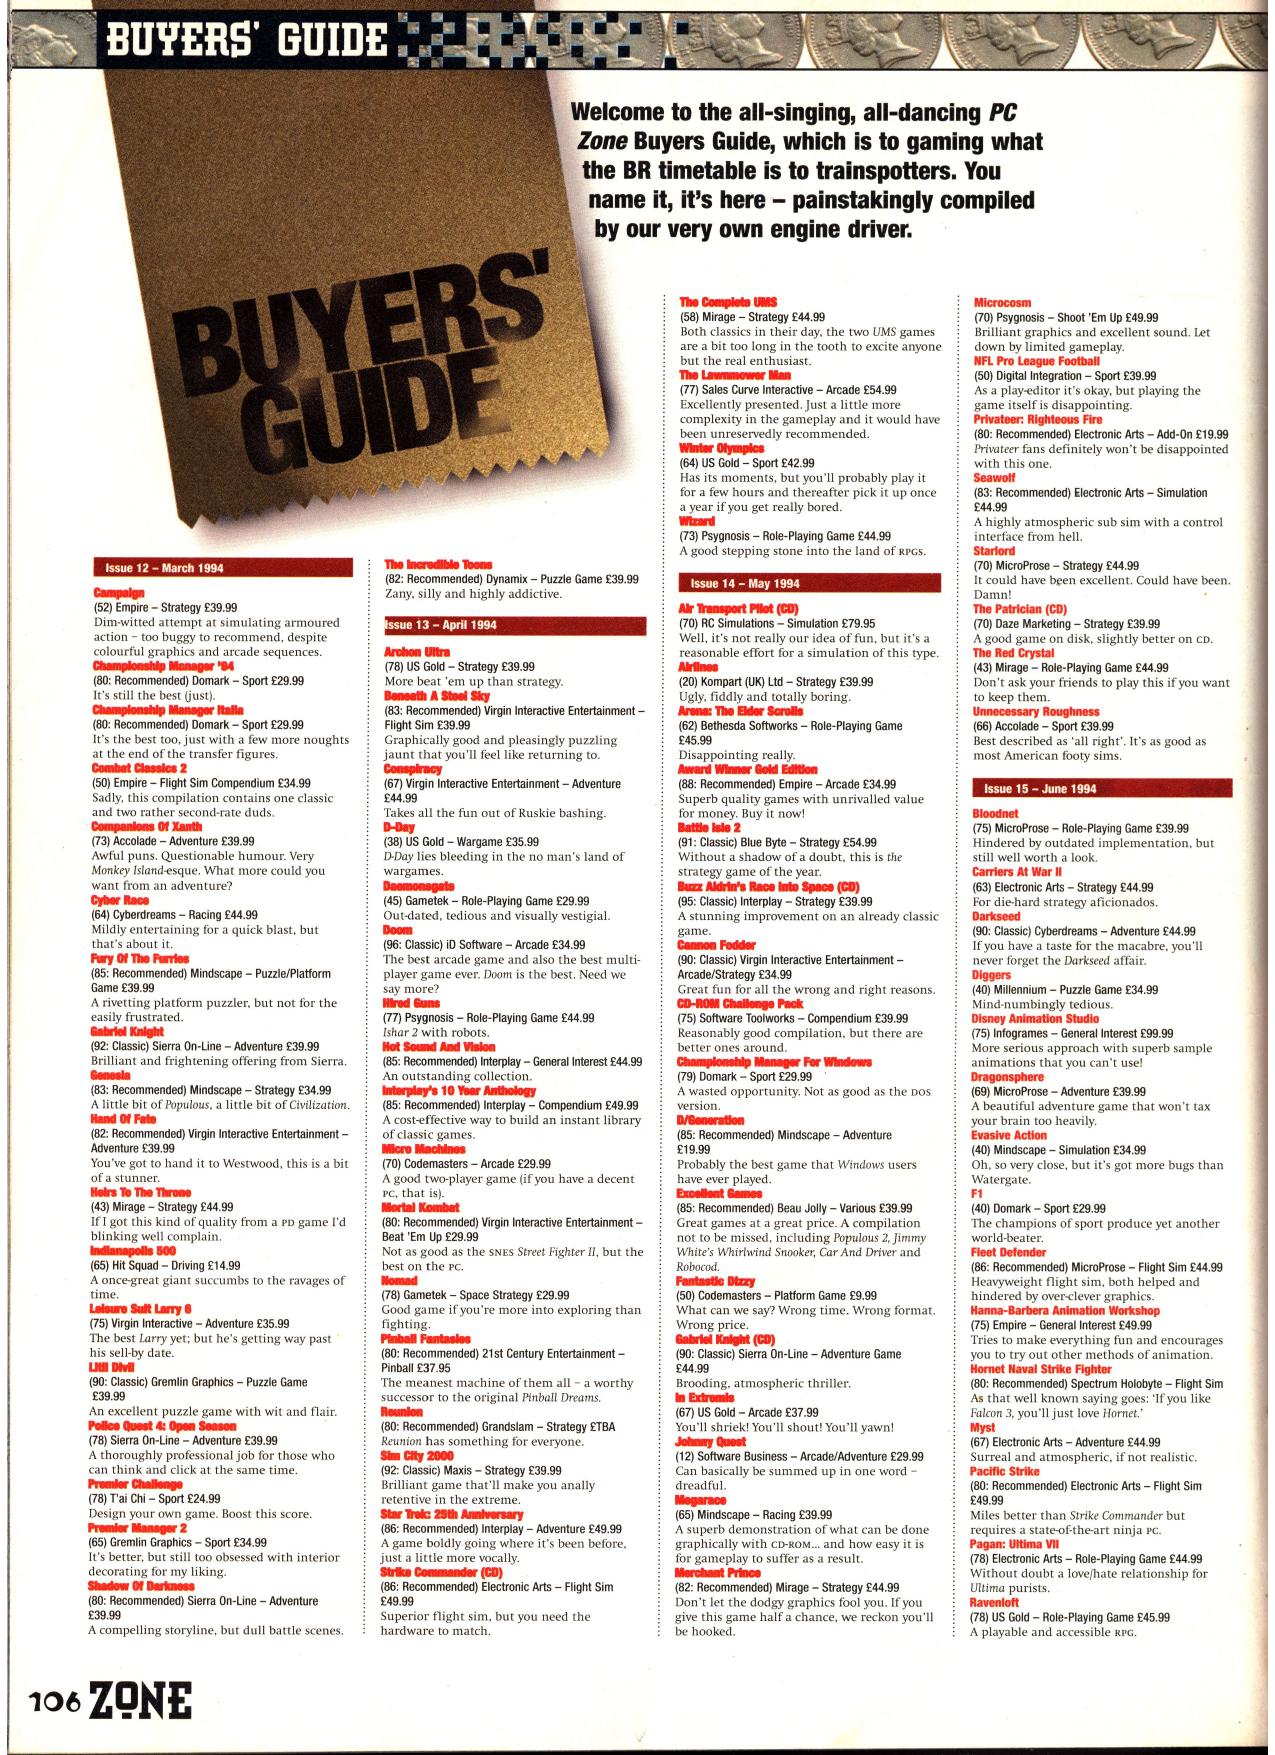 BUYERS' GUIDE
Welcome to the all-singing, all-dancing PC
Zone Buyers Guide, which is to gaming what
the BR timetable is to trainspotters. You
name it, it's here – painstakingly compiled
by our very own engine driver.
BUYERS'
GUIDE
Issue 12 – March 1994
Campaign
(52) Empire – Strategy £39.99
Dim-witted attempt at simulating armoured
action – too buggy to recommend, despite
colourful graphics and arcade sequences.
Championship Manager '94
(80: Recommended) Domark – Sport £29.99
It's still the best (just).
Championship Manager Italia
(80: Recommended) Domark – Sport £29.99
It's the best too, just with a few more noughts
at the end of the transfer figures.
Combat Classics 2
(50) Empire – Flight Sim Compendium £34.99
Sadly, this compilation contains one classic
and two rather second-rate duds.
Companions Of Xanth
(73) Accolade – Adventure £39.99
Awful puns. Questionable humour. Very
Monkey Island-esque. What more could you
want from an adventure?
Cyber Race
(64) Cyberdreams – Racing £44.99
Mildly entertaining for a quick blast, but
that's about it.
Fury Of The Furries
(85: Recommended) Mindscape – Puzzle/Platform
Game £39.99
A rivetting platform puzzler, but not for the
easily frustrated.
Gabriel Knight
(92: Classic) Sierra On-Line – Adventure £39.99
Brilliant and frightening offering from Sierra.
Genesia
(83: Recommended) Mindscape – Strategy £34.99
A little bit of Populous, a little bit of Civilization.
Hand Of Fate
(82: Recommended) Virgin Interactive Entertainment –
Adventure £39.99
You've got to hand it to Westwood, this is a bit
of a stunner.
Heirs To The Throne
(43) Mirage – Strategy £44.99
If I got this kind of quality from a PD game I'd
blinking well complain.
Indianapolis 500
(65) Hit Squad – Driving £14.99
A once-great giant succumbs to the ravages of
time.
Leisure Suit Larry 6
(75) Virgin Interactive – Adventure £35.99
The best Larry yet; but he's getting way past
his sell-by date.
Litil Divil
(90: Classic) Gremlin Graphics – Puzzle Game
£39.99
An excellent puzzle game with wit and flair.
Police Quest 4: Open Season
(78) Sierra On-Line – Adventure £39.99
A thoroughly professional job for those who
can think and click at the same time.
Premier Challenge
(78) T'ai Chi – Sport £24.99
Design your own game. Boost this score.
Premier Manager 2
(65) Gremlin Graphics – Sport £34.99
It's better, but still too obsessed with interior
decorating for my liking.
Shadow Of Darkness
(80: Recommended) Sierra On-Line – Adventure
£39.99
A compelling storyline, but dull battle scenes.
The Incredible Toons
(82: Recommended) Dynamix – Puzzle Game £39.99
Zany, silly and highly addictive.
Issue 13 – April 1994
Archon Ultra
(78) US Gold – Strategy £39.99
More beat 'em up than strategy.
Beneath A Steel Sky
(83: Recommended) Virgin Interactive Entertainment –
Flight Sim £39.99
Graphically good and pleasingly puzzling
jaunt that you'll feel like returning to.
Conspiracy
(67) Virgin Interactive Entertainment – Adventure
£44.99
Takes all the fun out of Ruskie bashing.
D-Day
(38) US Gold – Wargame £35.99
D-Day lies bleeding in the no man's land of
wargames.
Daemonsgate
(45) Gametek – Role-Playing Game £29.99
Out-dated, tedious and visually vestigial.
Doom
(96: Classic) iD Software – Arcade £34.99
The best arcade game and also the best multi-
player game ever. Doom is the best. Need we
say more?
Hired Guns
(77) Psygnosis – Role-Playing Game £44.99
Ishar 2 with robots.
Hot Sound And Vision
(85: Recommended) Interplay – General Interest £44.99
An outstanding collection.
Interplay's 10 Year Anthology
(85: Recommended) Interplay – Compendium £49.99
A cost-effective way to build an instant library
of classic games.
Micro Machines
(70) Codemasters – Arcade £29.99
A good two-player game (if you have a decent
PC, that is).
Mortal Kombat
(80: Recommended) Virgin Interactive Entertainment –
Beat 'Em Up £29.99
Not as good as the SNES Street Fighter II, but the
best on the PC.
Nomad
(78) Gametek – Space Strategy £29.99
Good game if you're more into exploring than
fighting.
Pinball Fantasies
(80: Recommended) 21st Century Entertainment –
Pinball £37.95
The meanest machine of them all – a worthy
successor to the original Pinball Dreams.
Reunion
(80: Recommended) Grandslam – Strategy £TBA
Reunion has something for everyone.
Sim City 2000
(92: Classic) Maxis – Strategy £39.99
Brilliant game that'll make you anally
retentive in the extreme.
Star Trek: 25th Anniversary
(86: Recommended) Interplay – Adventure £49.99
A game boldly going where it's been before,
just a little more vocally.
Strike Commander (CD)
(86: Recommended) Electronic Arts – Flight Sim
£49.99
Superior flight sim, but you need the
hardware to match.
The Complete UMS
(58) Mirage – Strategy £44.99
Both classics in their day, the two UMS games
are a bit too long in the tooth to excite anyone
but the real enthusiast.
The Lawnmower Man
(77) Sales Curve Interactive – Arcade £54.99
Excellently presented. Just a little more
complexity in the gameplay and it would have
been unreservedly recommended.
Winter Olympics
(64) US Gold – Sport £42.99
Has its moments, but you'll probably play it
for a few hours and thereafter pick it up once
a year if you get really bored.
Wizard
(73) Psygnosis – Role-Playing Game £44.99
A good stepping stone into the land of RPGs.
Issue 14 – May 1994
Air Transport Pilot (CD)
(70) RC Simulations – Simulation £79.95
Well, it's not really our idea of fun, but it's a
reasonable effort for a simulation of this type.
Airlines
(20) Kompart (UK) Ltd – Strategy £39.99
Ugly, fiddly and totally boring.
Arena: The Elder Scrolls
(62) Bethesda Softworks – Role-Playing Game
£45.99
Disappointing really.
Award Winner Gold Edition
(88: Recommended) Empire – Arcade £34.99
Superb quality games with unrivalled value
for money. Buy it now!
Battle Isle 2
(91: Classic) Blue Byte – Strategy £54.99
Without a shadow of a doubt, this is the
strategy game of the year.
Buzz Aldrin's Race Into Space (CD)
(95: Classic) Interplay – Strategy £39.99
A stunning improvement on an already classic
game.
Cannon Fodder
(90: Classic) Virgin Interactive Entertainment –
Arcade/Strategy £34.99
Great fun for all the wrong and right reasons.
CD-ROM Challenge Pack
(75) Software Toolworks – Compendium £39.99
Reasonably good compilation, but there are
better ones around.
Championship Manager For Windows
(79) Domark – Sport £29.99
A wasted opportunity. Not as good as the DOS
version.
D/Generation
(85: Recommended) Mindscape – Adventure
£19.99
Probably the best game that Windows users
have ever played.
Excellent Games
(85: Recommended) Beau Jolly – Various £39.99
Great games at a great price. A compilation
not to be missed, including Populous 2, Jimmy
White's Whirlwind Snooker, Car And Driver and
Robocod.
Fantastic Dizzy
(50) Codemasters – Platform Game £9.99
What can we say? Wrong time. Wrong format.
Wrong price.
Gabriel Knight (CD)
(90: Classic) Sierra On-Line – Adventure Game
£44.99
Brooding, atmospheric thriller.
In Extremis
(67) US Gold – Arcade £37.99
You'll shriek! You'll shout! You'll yawn!
Johnny Quest
(12) Software Business – Arcade/Adventure £29.99
Can basically be summed up in one word –
dreadful.
Megarace
(65) Mindscape – Racing £39.99
A superb demonstration of what can be done
graphically with CD-ROM... and how easy it is
for gameplay to suffer as a result.
Merchant Prince
(82: Recommended) Mirage – Strategy £44.99
Don't let the dodgy graphics fool you. If you
give this game half a chance, we reckon you'll
be hooked.
Microcosm
(70) Psygnosis – Shoot 'Em Up £49.99
Brilliant graphics and excellent sound. Let
down by limited gameplay.
NFL Pro League Football
(50) Digital Integration – Sport £39.99
As a play-editor it's okay, but playing the
game itself is disappointing.
Privateer: Righteous Fire
(80: Recommended) Electronic Arts – Add-On £19.99
Privateer fans definitely won't be disappointed
with this one.
Seawolf
(83: Recommended) Electronic Arts – Simulation
£44.99
A highly atmospheric sub sim with a control
interface from hell.
Starlord
(70) MicroProse – Strategy £44.99
It could have been excellent. Could have been.
Damn!
The Patrician (CD)
(70) Daze Marketing – Strategy £39.99
A good game on disk, slightly better on CD.
The Red Crystal
(43) Mirage – Role-Playing Game £44.99
Don't ask your friends to play this if you want
to keep them.
Unnecessary Roughness
(66) Accolade – Sport £39.99
Best described as 'all right'. It's as good as
most American footy sims.
Issue 15 – June 1994
Bloodnet
(75) MicroProse – Role-Playing Game £39.99
Hindered by outdated implementation, but
still well worth a look.
Carriers At War II
(63) Electronic Arts – Strategy £44.99
For die-hard strategy aficionados.
Darkseed
(90: Classic) Cyberdreams – Adventure £44.99
If you have a taste for the macabre, you'll
never forget the Darkseed affair.
Diggers
(40) Millennium – Puzzle Game £34.99
Mind-numbingly tedious.
Disney Animation Studio
(75) Infogrames – General Interest £99.99
More serious approach with superb sample
animations that you can't use!
Dragonsphere
(69) MicroProse – Adventure £39.99
A beautiful adventure game that won't tax
your brain too heavily.
Evasive Action
(40) Mindscape – Simulation £34.99
Oh, so very close, but it's got more bugs than
Watergate.
F1
(40) Domark – Sport £29.99
The champions of sport produce yet another
world-beater.
Fleet Defender
(86: Recommended) MicroProse – Flight Sim £44.99
Heavyweight flight sim, both helped and
hindered by over-clever graphics.
Hanna-Barbera Animation Workshop
(75) Empire – General Interest £49.99
Tries to make everything fun and encourages
you to try out other methods of animation.
Hornet Naval Strike Fighter
(80: Recommended) Spectrum Holobyte – Flight Sim
As that well known saying goes: 'If you like
Falcon 3, you'll just love Hornet.'
Myst
(67) Electronic Arts – Adventure £44.99
Surreal and atmospheric, if not realistic.
Pacific Strike
(80: Recommended) Electronic Arts – Flight Sim
£49.99
Miles better than Strike Commander but
requires a state-of-the-art ninja PC.
Pagan: Ultima VII
(78) Electronic Arts – Role-Playing Game £44.99
Without doubt a love/hate relationship for
Ultima purists.
Ravenloft
(78) US Gold – Role-Playing Game £45.99
A playable and accessible RPG.
106 ZONE